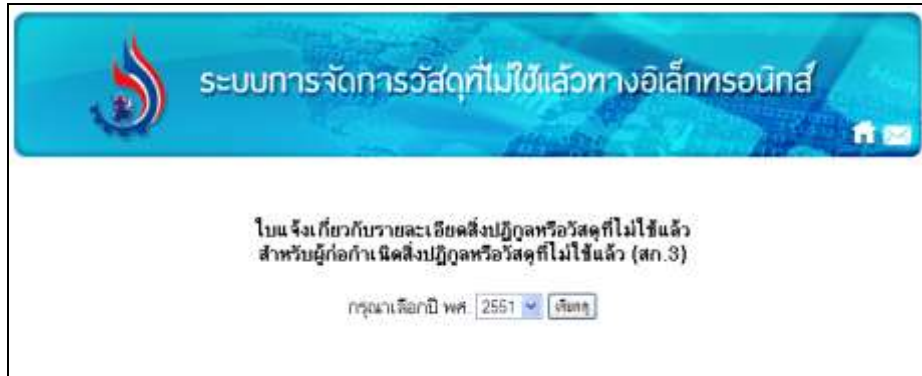 ระบบการจัดการวัสดุที่ไม่ใช้แล้วทางอิเล็กทรอนิกส์
ใบแจ้งเกี่ยวกับรายละเอียดสิ่งปฏิกูลหรือวัสดุที่ไม่ใช้แล้ว
สำหรับผู้ก่อกำเนิดสิ่งปฏิกูลหรือวัสดุที่ไม่ใช้แล้ว (สก.3)
กรุณาเลือกปี พศ. 2551 เรียกดู